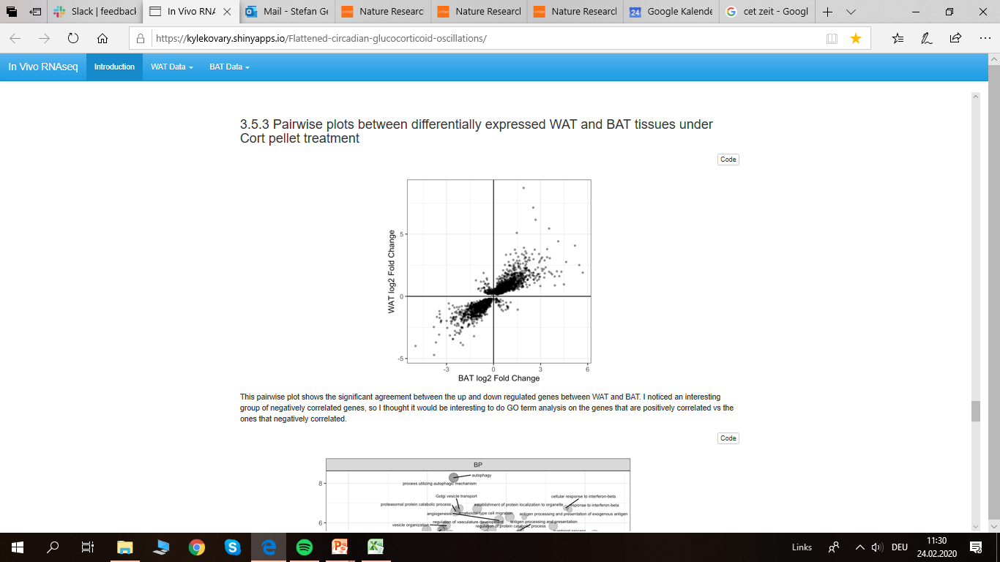 Slack | feedback
In Vivo RNA
Mail - Stefan Ge
Nature Research
Nature Research
Nature Research
24
Google Kalende
G
cet zeit - Googl
https://kylekovary.shinyapps.io/Flattened-circadian-glucocorticoid-oscillations/
In Vivo RNAseq
Introduction
WAT Data
BAT Data
3.5.3 Pairwise plots between differentially expressed WAT and BAT tissues under
Cort pellet treatment
Code
WAT log2 Fold Change
5
0
-5
-3
0
3
6
BAT log2 Fold Change
This pairwise plot shows the significant agreement between the up and down regulated genes between WAT and BAT. I noticed an interesting
group of negatively correlated genes, so I thought it would be interesting to do GO term analysis on the genes that are positively correlated vs the
ones that negatively correlated.
Code
BP
8
autophagy
process utilizing autophagic mechanism
Golgi vesicle transport
cellular response to interferon-beta
proteasomal protein catabolic process
establishment of protein localization to organelle
response to interferon-beta
angiogenesis
ameboidal-type cell migration
antigen processing and presentation of exogenous antigen
6
vesicle organization
regulation of vasculature development
antigen processing and presentation
regulation of protein catabolic process
symbiont process
Links
DEU
11:30
24.02.2020